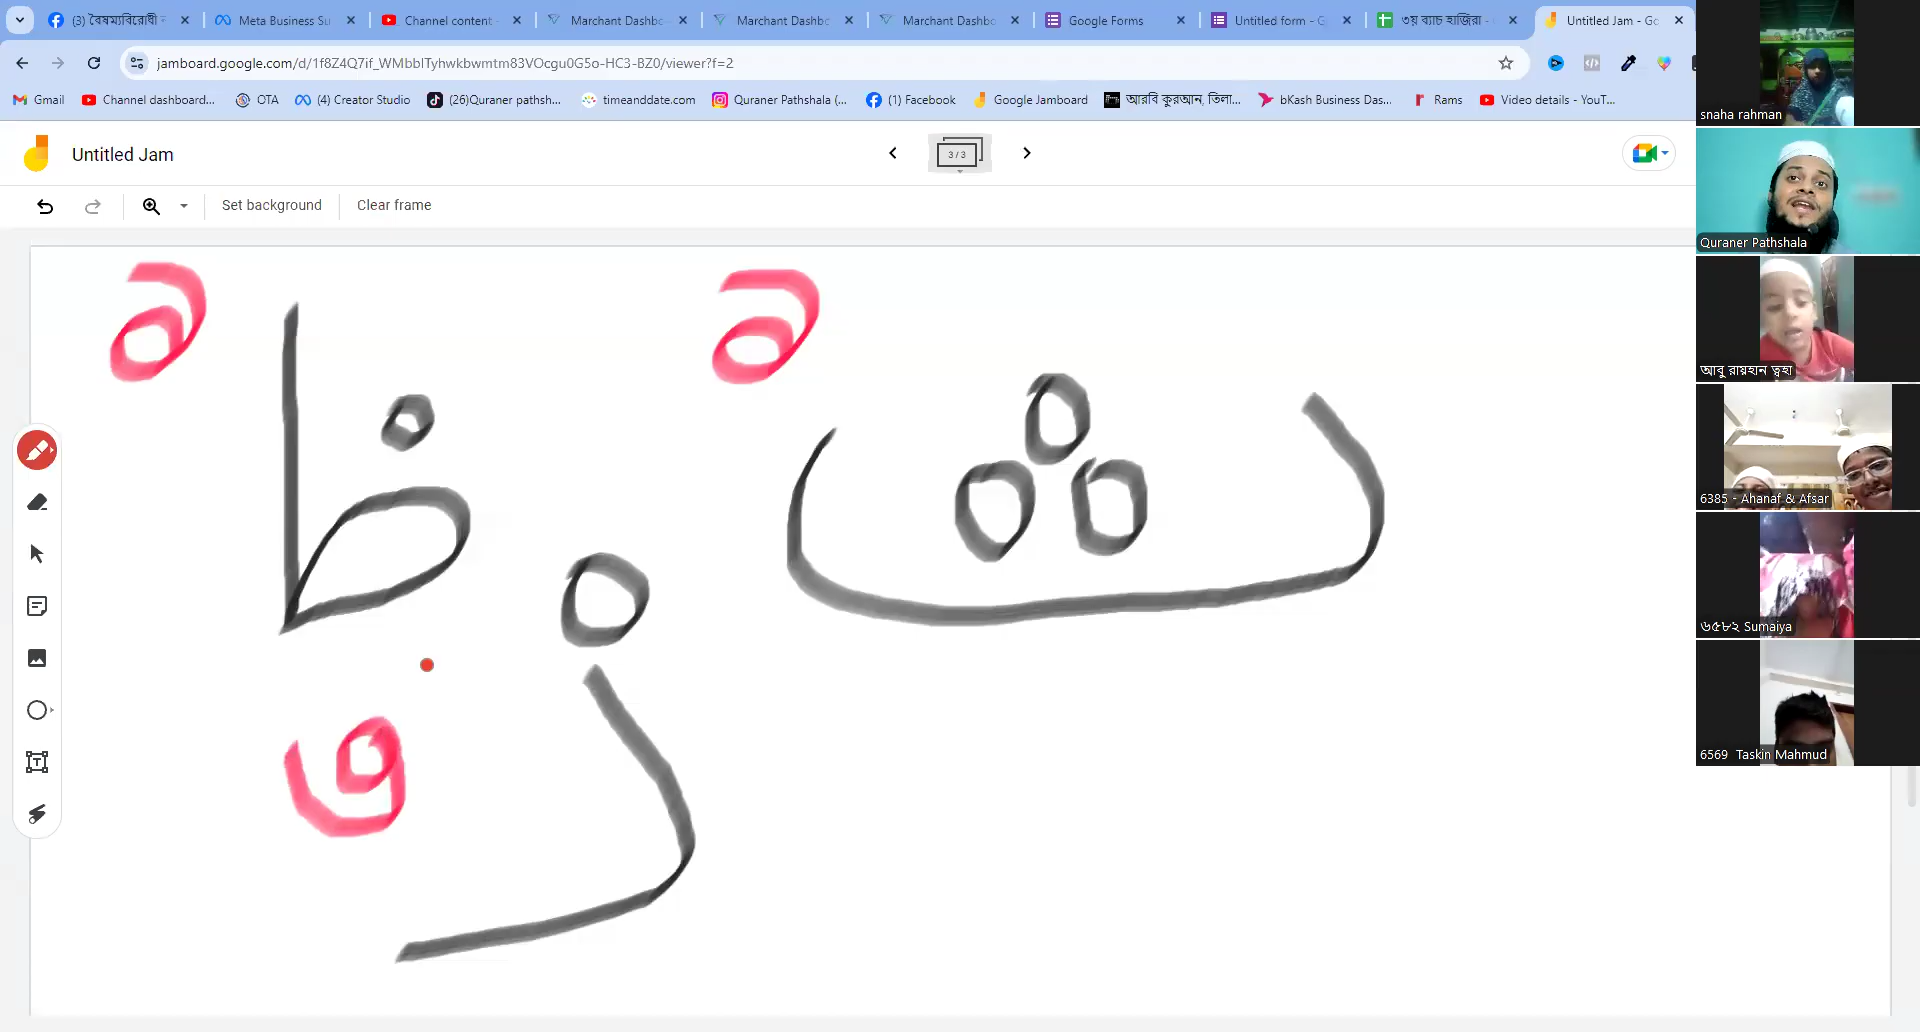 (3) বৈষম্যবিরোধী
Meta Business Su
Channel content -
Marchant Dashbo
Marchant Dashbo
Marchant Dashbo
Google Forms
Untitled form - G
৩য় ব্যাচ হাজিরা -
Untitled Jam - Go
jamboard.google.com/d/1f8Z4Q7if_WMbblTyhwkbwmtm83VOcgu0G5o-HC3-BZ0/viewer?f=2
Gmail
Channel dashboard...
OTA
(4) Creator Studio
(26)Quraner pathsh...
timeanddate.com
Quraner Pathshala (...
(1) Facebook
Google Jamboard
আরবি কুরআন, তিলা...
bKash Business Das...
Rams
Video details - YouT...
Untitled Jam
3 / 3
Set background
Clear frame
ظ
ث
ز
snaha rahman
Quraner Pathshala
আবু রায়হান ত্বহা
6385 - Ahanaf & Afsar
৬৫৮২ Sumaiya
6569 Taskin Mahmud